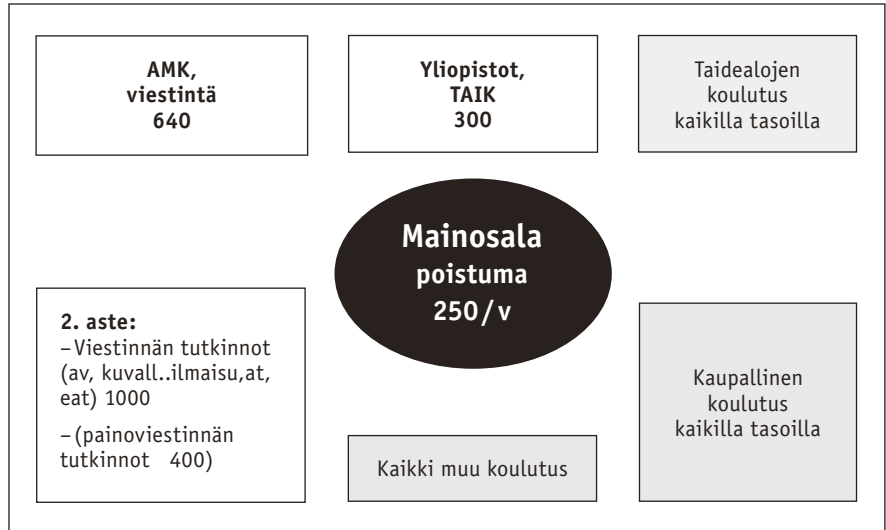 AMK,
viestintä
640
Yliopistot,
TAIK
300
Taidealojen
koulutus
kaikilla tasoilla
Mainosala
poistuma
250/v
2. aste:
–Viestinnän tutkinnot
(av, kuvall..ilmaisu,at,
eat) 1000
–(painoviestinnän
tutkinnot 400)
Kaikki muu koulutus
Kaupallinen
koulutus
kaikilla tasoilla